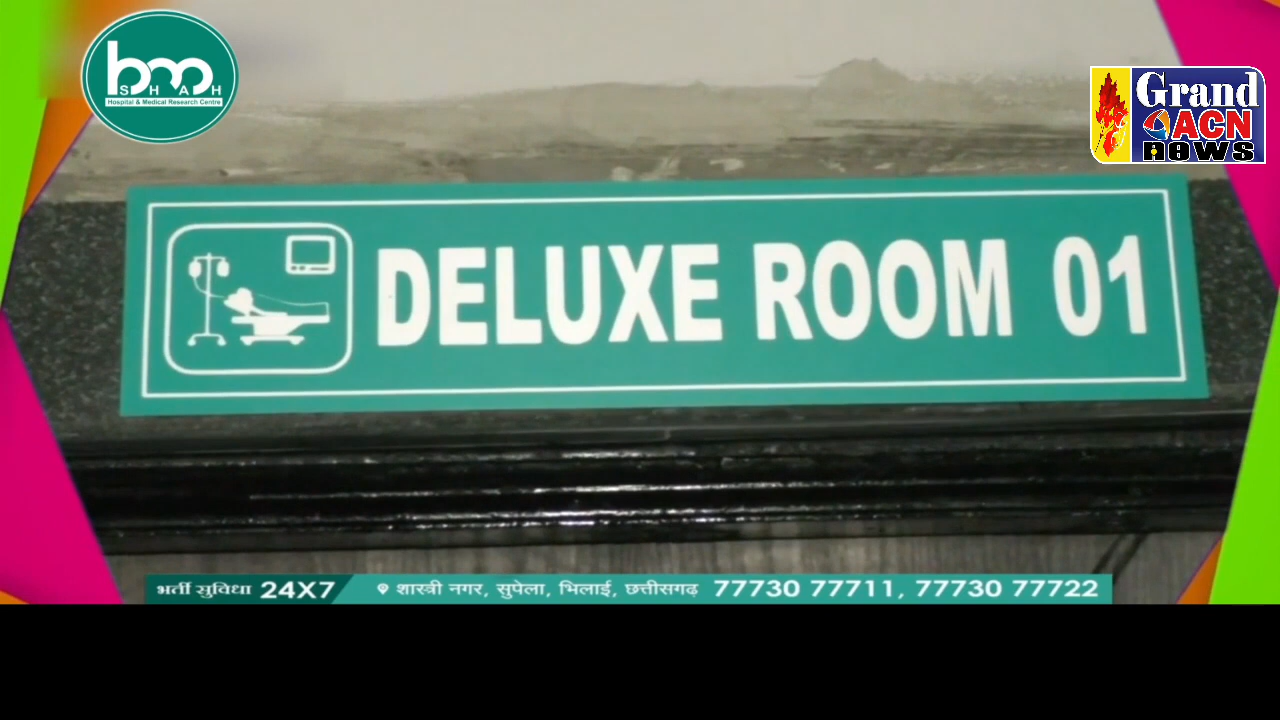 bmm
SHAH
Hospital & Medical Research Centre
Grand
ACN
News
DELUXE ROOM 01
भर्ती सुविधा 24X7
शास्त्री नगर, सुपेला, भिलाई, छत्तीसगढ़ 77730 77711, 77730 77722